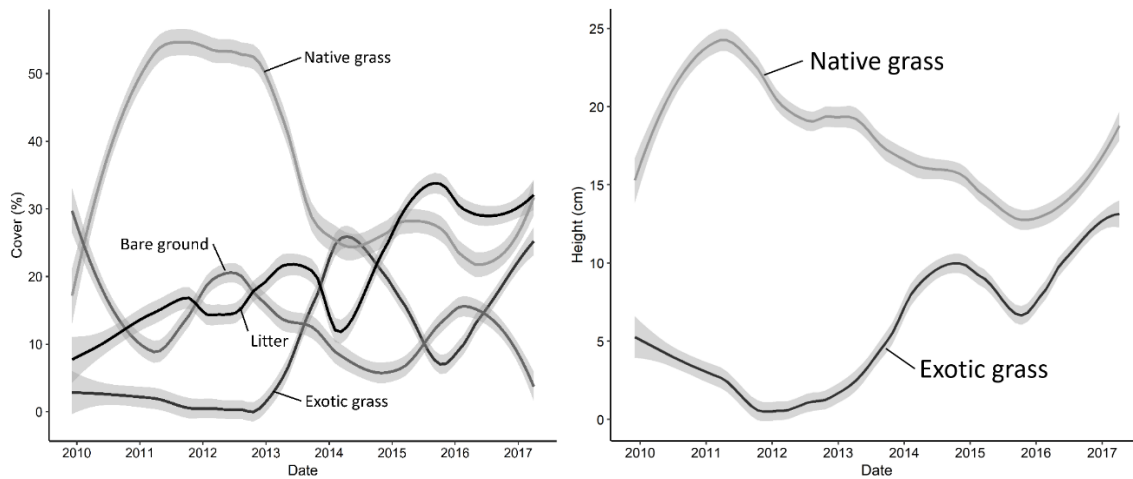 50
40
30
20
10
0
Cover (%)
Native grass
Bare ground
Litter
Exotic grass
2010 2011 2012 2013 2014 2015 2016 2017
Date
25
20
15
10
5
0
Height (cm)
Native grass
Exotic grass
2010 2011 2012 2013 2014 2015 2016 2017
Date